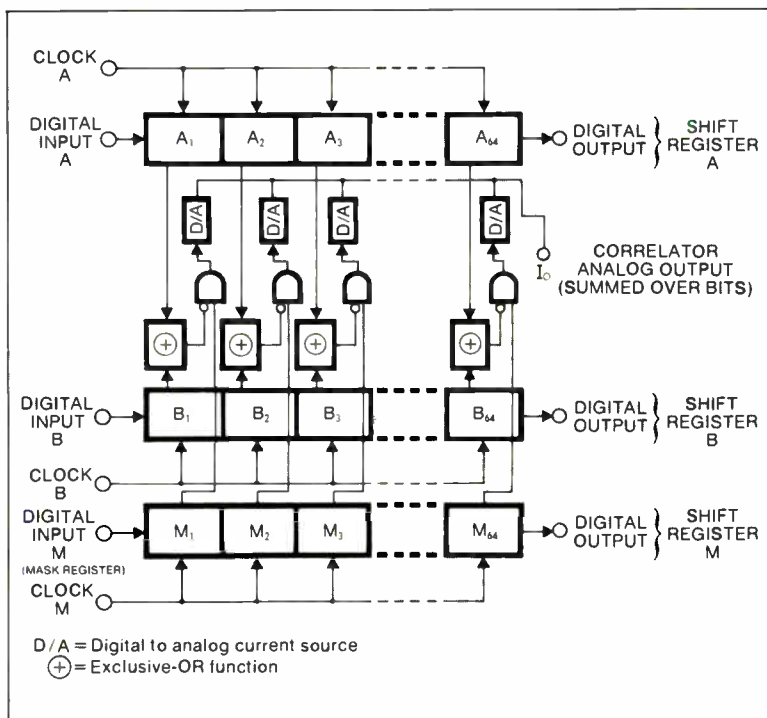 CLOCK
A
DIGITAL
INPUT
A
A₁ A₂ A₃ A₆₄
DIGITAL
OUTPUT
SHIFT
REGISTER
A
D/A D/A D/A D/A
I₀
CORRELATOR
ANALOG OUTPUT
(SUMMED OVER BITS)
+ + + +
DIGITAL
INPUT
B
B₁ B₂ B₃ B₆₄
DIGITAL
OUTPUT
SHIFT
REGISTER
B
CLOCK
B
DIGITAL
INPUT
M
(MASK REGISTER)
M₁ M₂ M₃ M₆₄
DIGITAL
OUTPUT
SHIFT
REGISTER
M
CLOCK
M
D/A = Digital to analog current source
⊕ = Exclusive-OR function